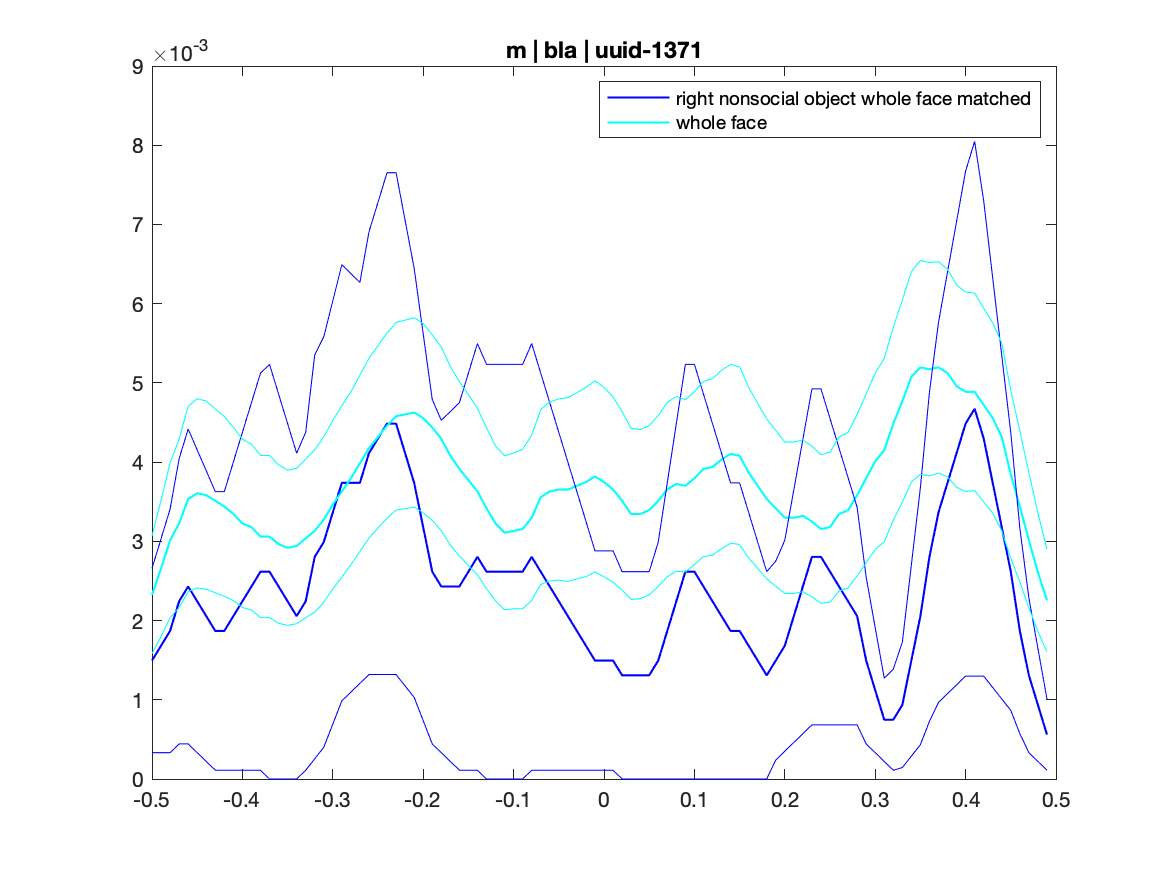 ×10-3
m | bla | uuid-1371
9
8
7
6
5
4
3
2
1
0
right nonsocial object whole face matched
whole face
-0.5 -0.4 -0.3 -0.2 -0.1 0 0.1 0.2 0.3 0.4 0.5